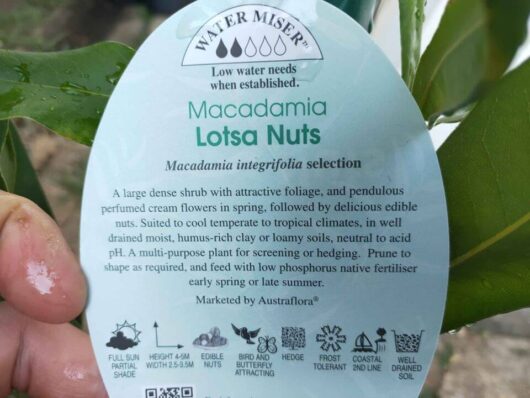 WATER MISER™
Low water needs
when established.
Macadamia
Lotsa Nuts
Macadamia integrifolia selection
A large dense shrub with attractive foliage, and pendulous
perfumed cream flowers in spring, followed by delicious edible
nuts. Suited to cool temperate to tropical climates, in well
drained moist, humus-rich clay or loamy soils, neutral to acid
pH. A multi-purpose plant for screening or hedging. Prune to
shape as required, and feed with low phosphorus native fertiliser
early spring or late summer.
Marketed by Austraflora®
FULL SUN
PARTIAL
SHADE
HEIGHT 4-5M
WIDTH 2.5-3.5M
EDIBLE
NUTS
BIRD AND
BUTTERFLY
ATTRACTING
HEDGE
FROST
TOLERANT
COASTAL
2ND LINE
WELL
DRAINED
SOIL